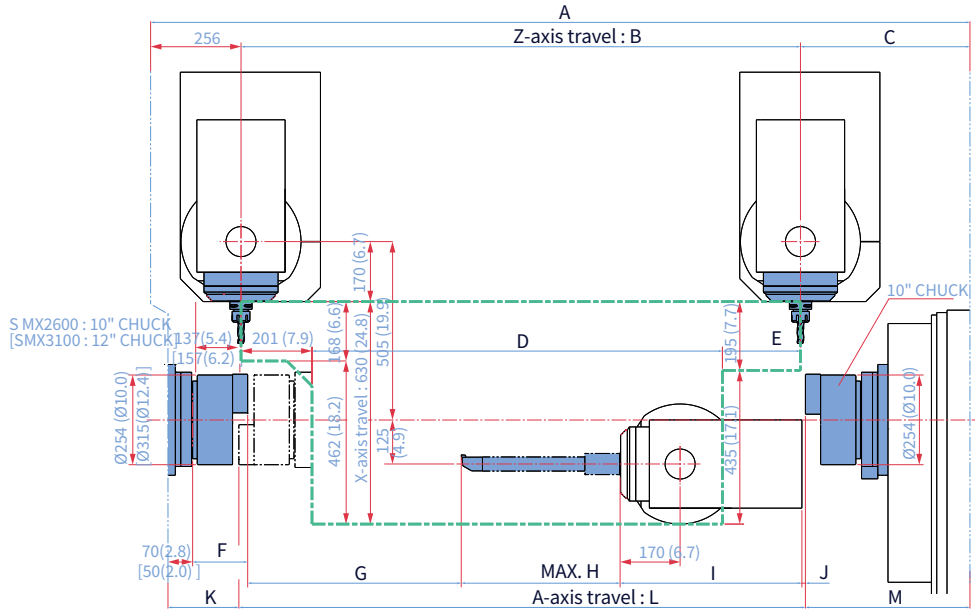 A
256
Z-axis travel : B
C
170 (6.7)
505 (19.9)
10" CHUCK
S MX2600 : 10" CHUCK
[SMX3100 : 12" CHUCK]
137(5.4)
[157(6.2)
201 (7.9)
168 (6.6)
X-axis travel : 630 (24.8)
D
195 (7.7)
E
Ø254 (Ø10.0)
Ø315(Ø12.4) ]
462 (18.2)
125
(4.9)
435 (17.1)
Ø254 (Ø10.0)
70(2.8)
[50(2.0) ]
F
170 (6.7)
G
MAX. H
I
J
K
A-axis travel : L
M